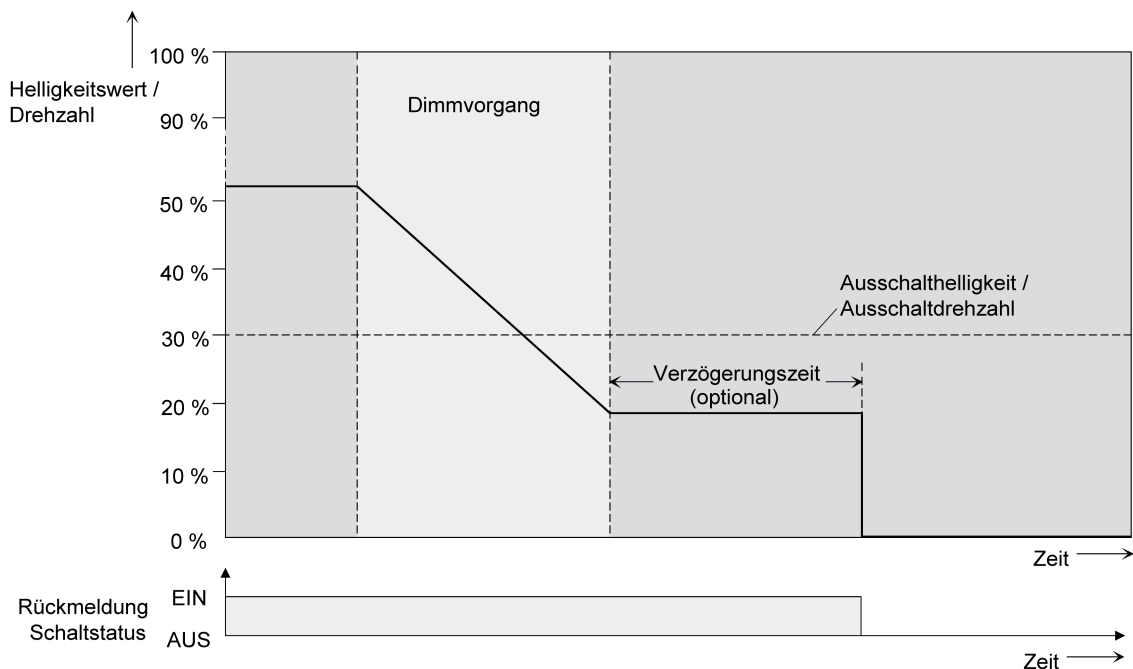 100 %
Helligkeitswert /
Drehzahl
Dimmvorgang
90 %
50 %
40 %
Ausschalthelligkeit /
Ausschaltdrehzahl
30 %
Verzögerungszeit
(optional)
20 %
10 %
0 %
Zeit
Rückmeldung
Schaltstatus
EIN
AUS
Zeit